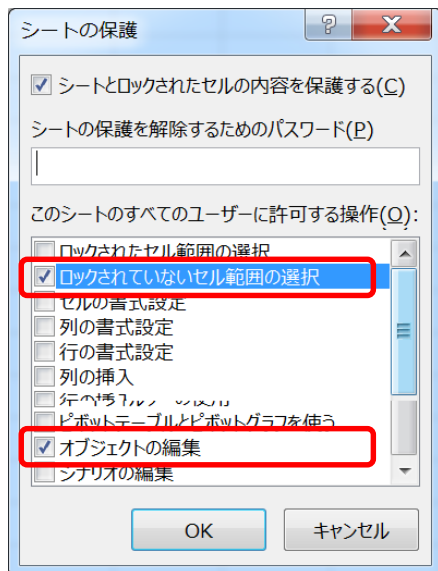 シートの保護
シートとロックされたセルの内容を保護する(C)
シートの保護を解除するためのパスワード(P)
このシートのすべてのユーザーに許可する操作(O):
ロックされたセル範囲の選択
ロックされていないセル範囲の選択
セルの書式設定
列の書式設定
行の書式設定
列の挿入
ピボットテーブルとピボットグラフを使う
オブジェクトの編集
シナリオの編集
OK
キャンセル